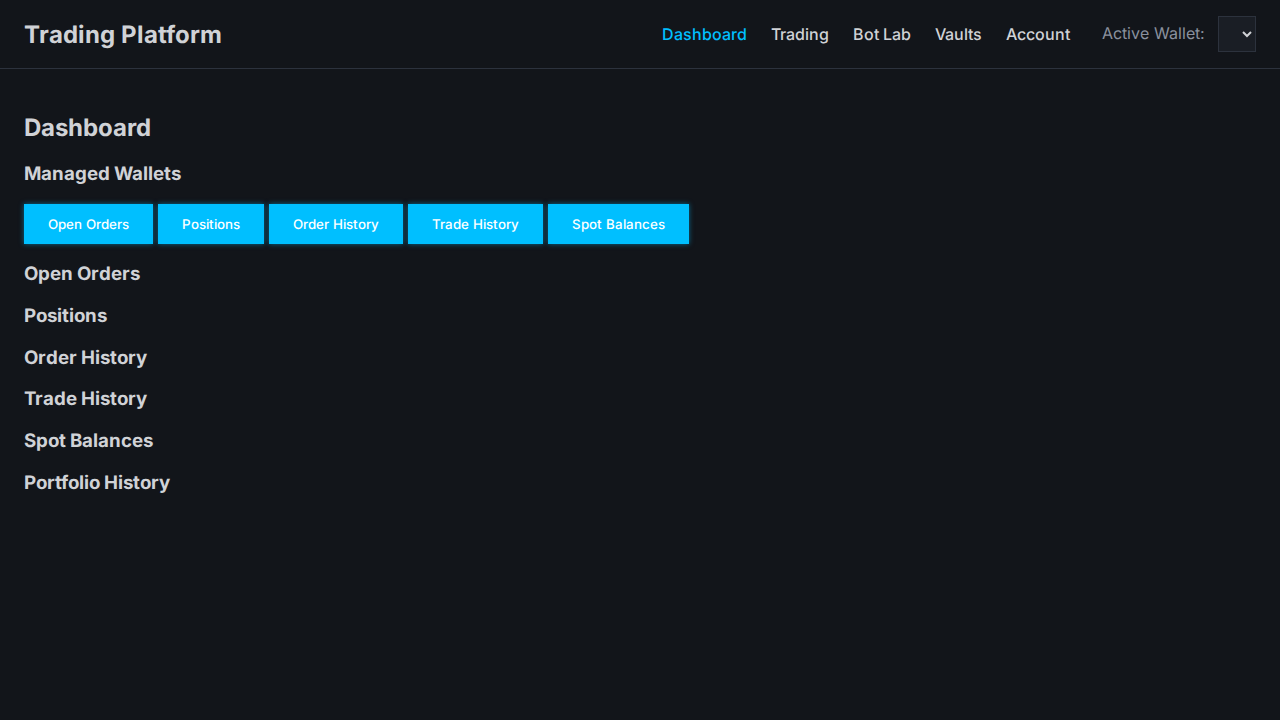 Trading Platform
Dashboard Trading Bot Lab Vaults Account Active Wallet:
Dashboard
Managed Wallets
Open Orders Positions Order History Trade History Spot Balances
Open Orders
Positions
Order History
Trade History
Spot Balances
Portfolio History